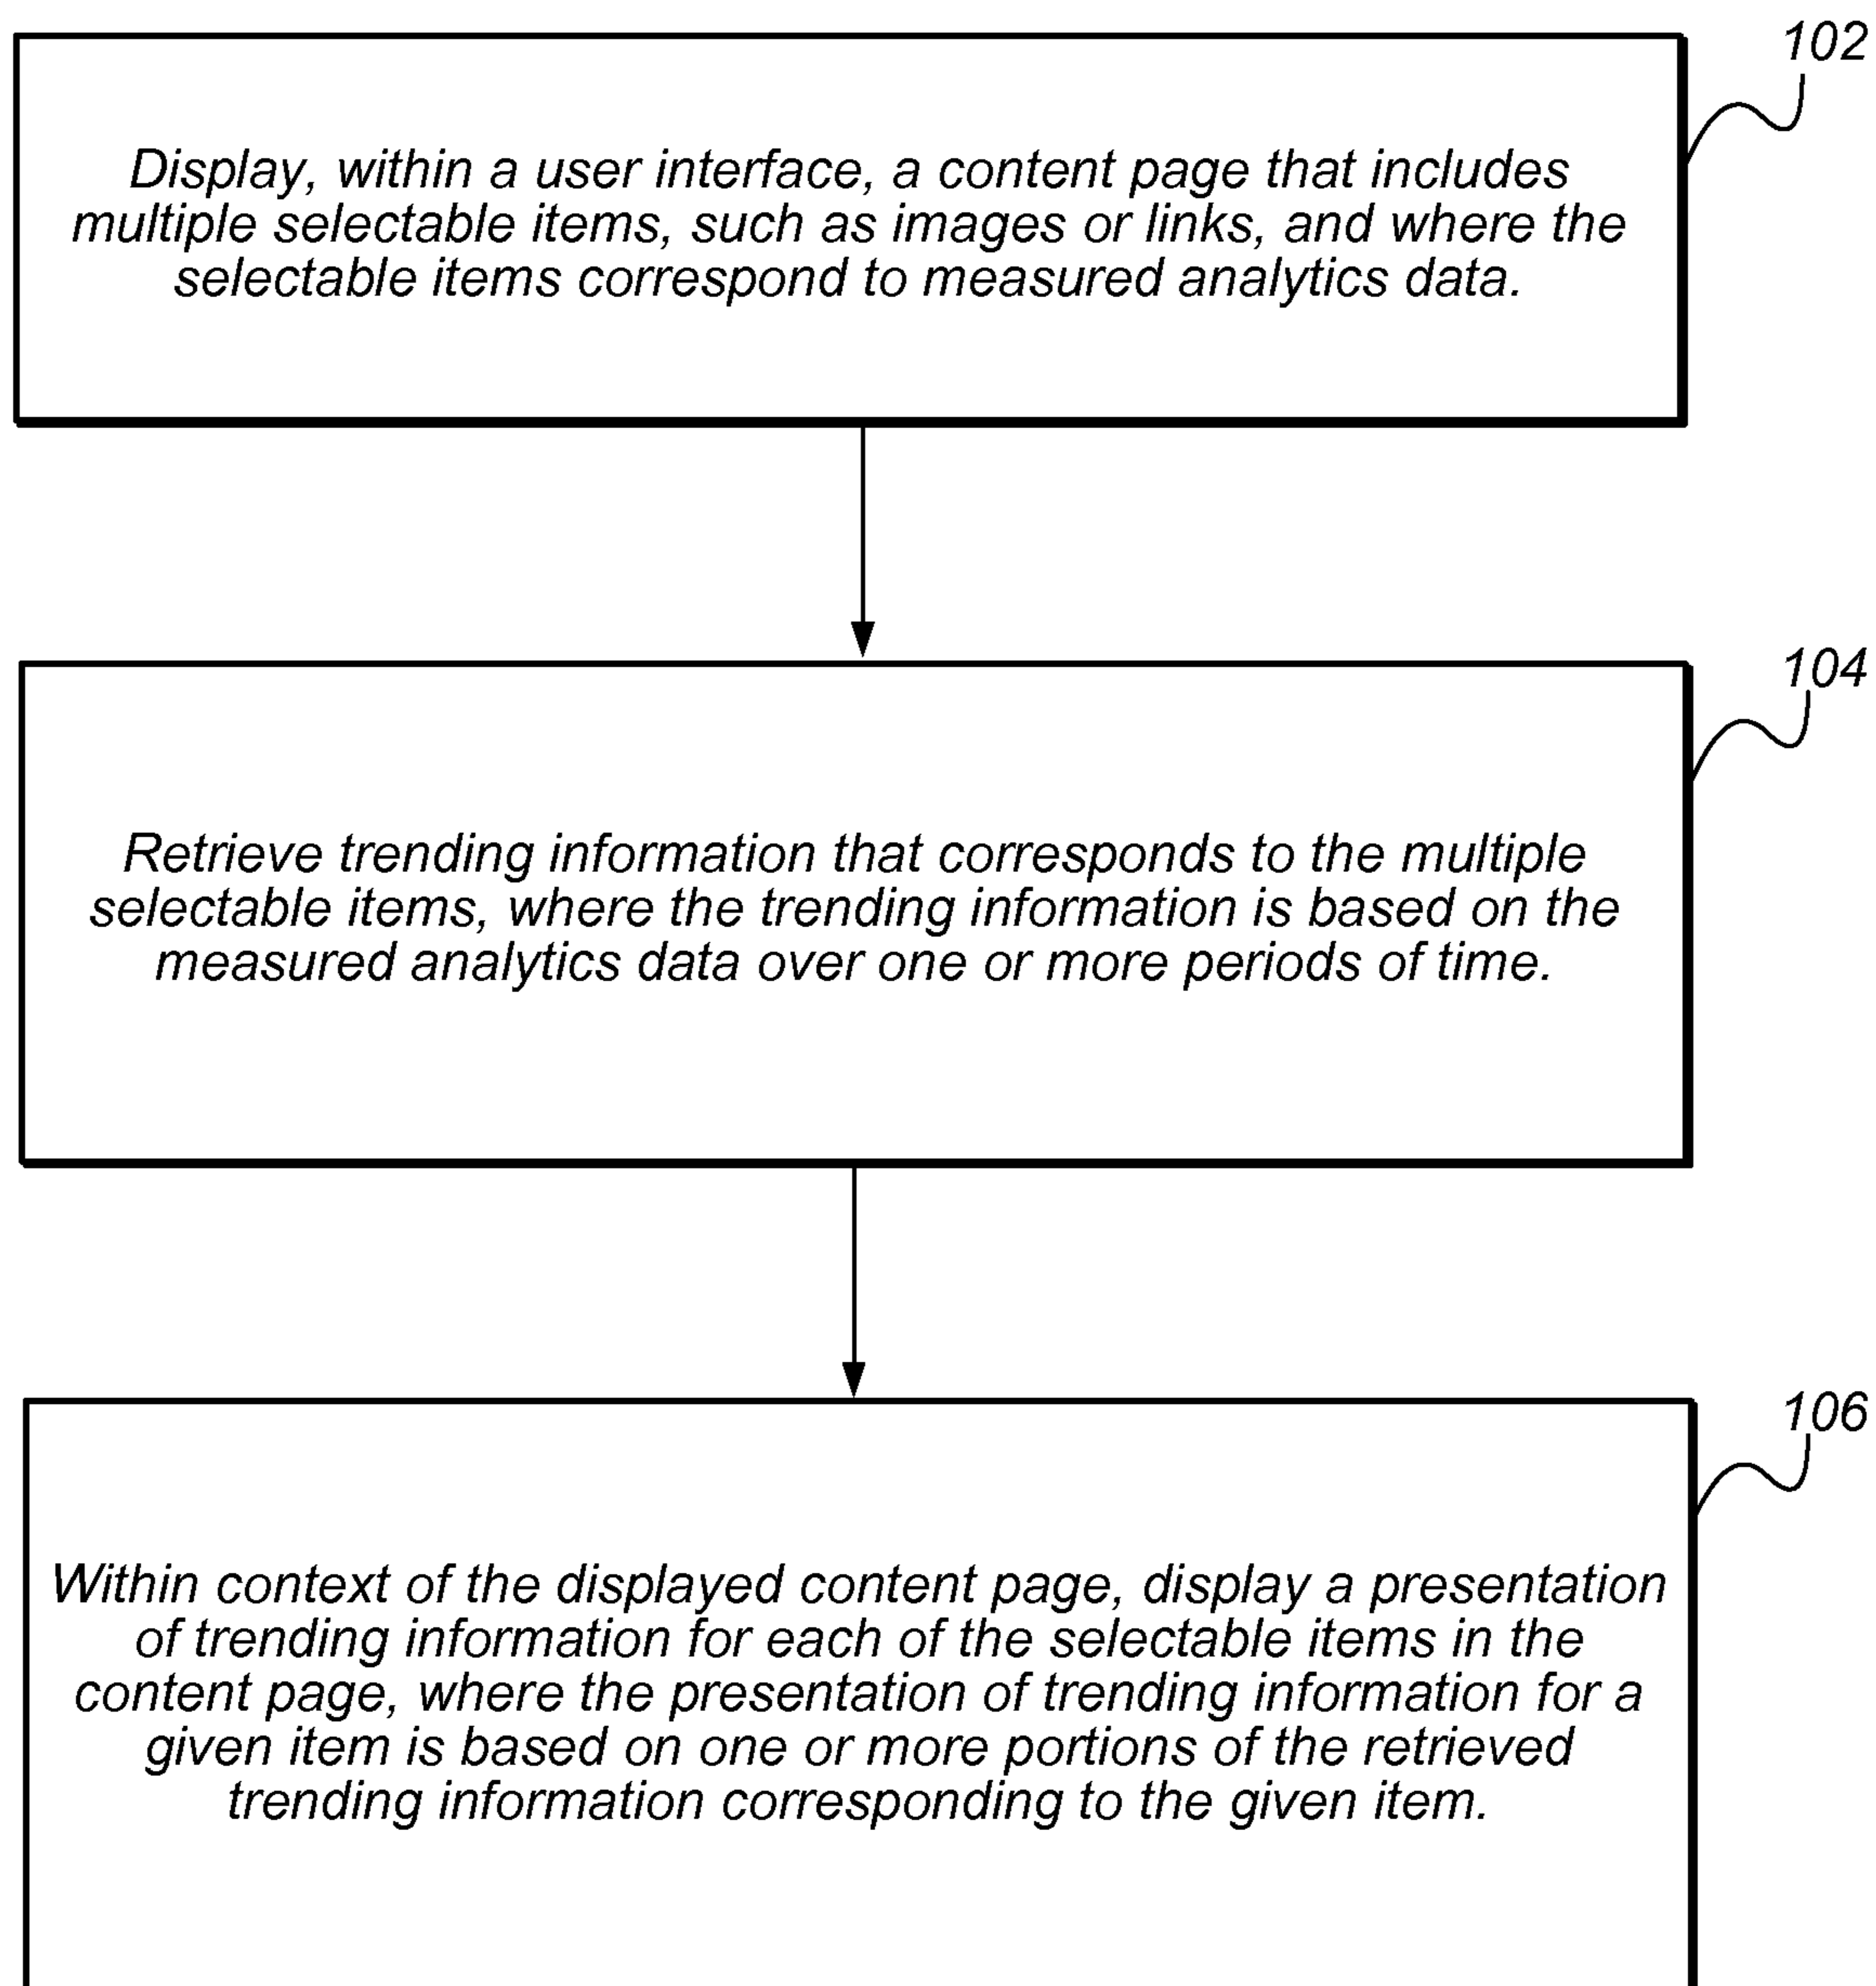 102
Display, within a user interface, a content page that includes
multiple selectable items, such as images or links, and where the
selectable items correspond to measured analytics data.
104
Retrieve trending information that corresponds to the multiple
selectable items, where the trending information is based on the
measured analytics data over one or more periods of time.
106
Within context of the displayed content page, display a presentation
of trending information for each of the selectable items in the
content page, where the presentation of trending information for a
given item is based on one or more portions of the retrieved
trending information corresponding to the given item.